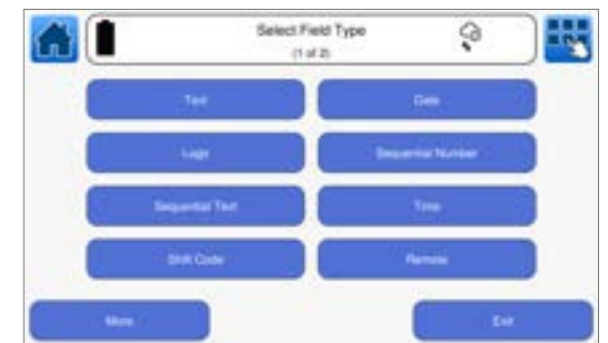 Select Field Type
(1 of 2)
Text
Date
Logo
Sequential Number
Sequential Text
Time
Shift Code
Remote
More
Exit